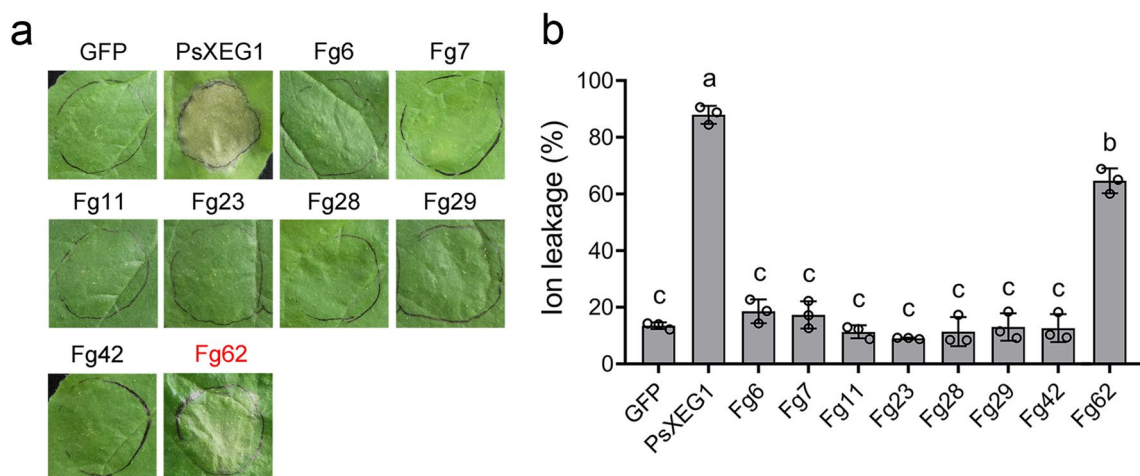 a
GFP PsXEG1 Fg6 Fg7
Fg11 Fg23 Fg28 Fg29
Fg42 Fg62
b
Ion leakage (%)
100
80
60
40
20
0
a
b
c c c c c c c c
GFP PsXEG1 Fg6 Fg7 Fg11 Fg23 Fg28 Fg29 Fg42 Fg62